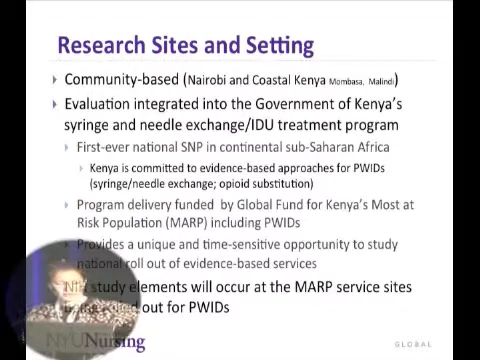 Research Sites and Setting
Community-based (Nairobi and Coastal Kenya Mombasa, Malindi)
Evaluation integrated into the Government of Kenya's
syringe and needle exchange/IDU treatment program
First-ever national SNP in continental sub-Saharan Africa
Kenya is committed to evidence-based approaches for PWIDs
(syringe/needle exchange; opioid substitution)
Program delivery funded by Global Fund for Kenya's Most at
Risk Population (MARP) including PWIDs
Provides a unique and time-sensitive opportunity to study
national roll out of evidence-based services
NIH study elements will occur at the MARP service sites
out for PWIDs
NYU Nursing
GLOBAL